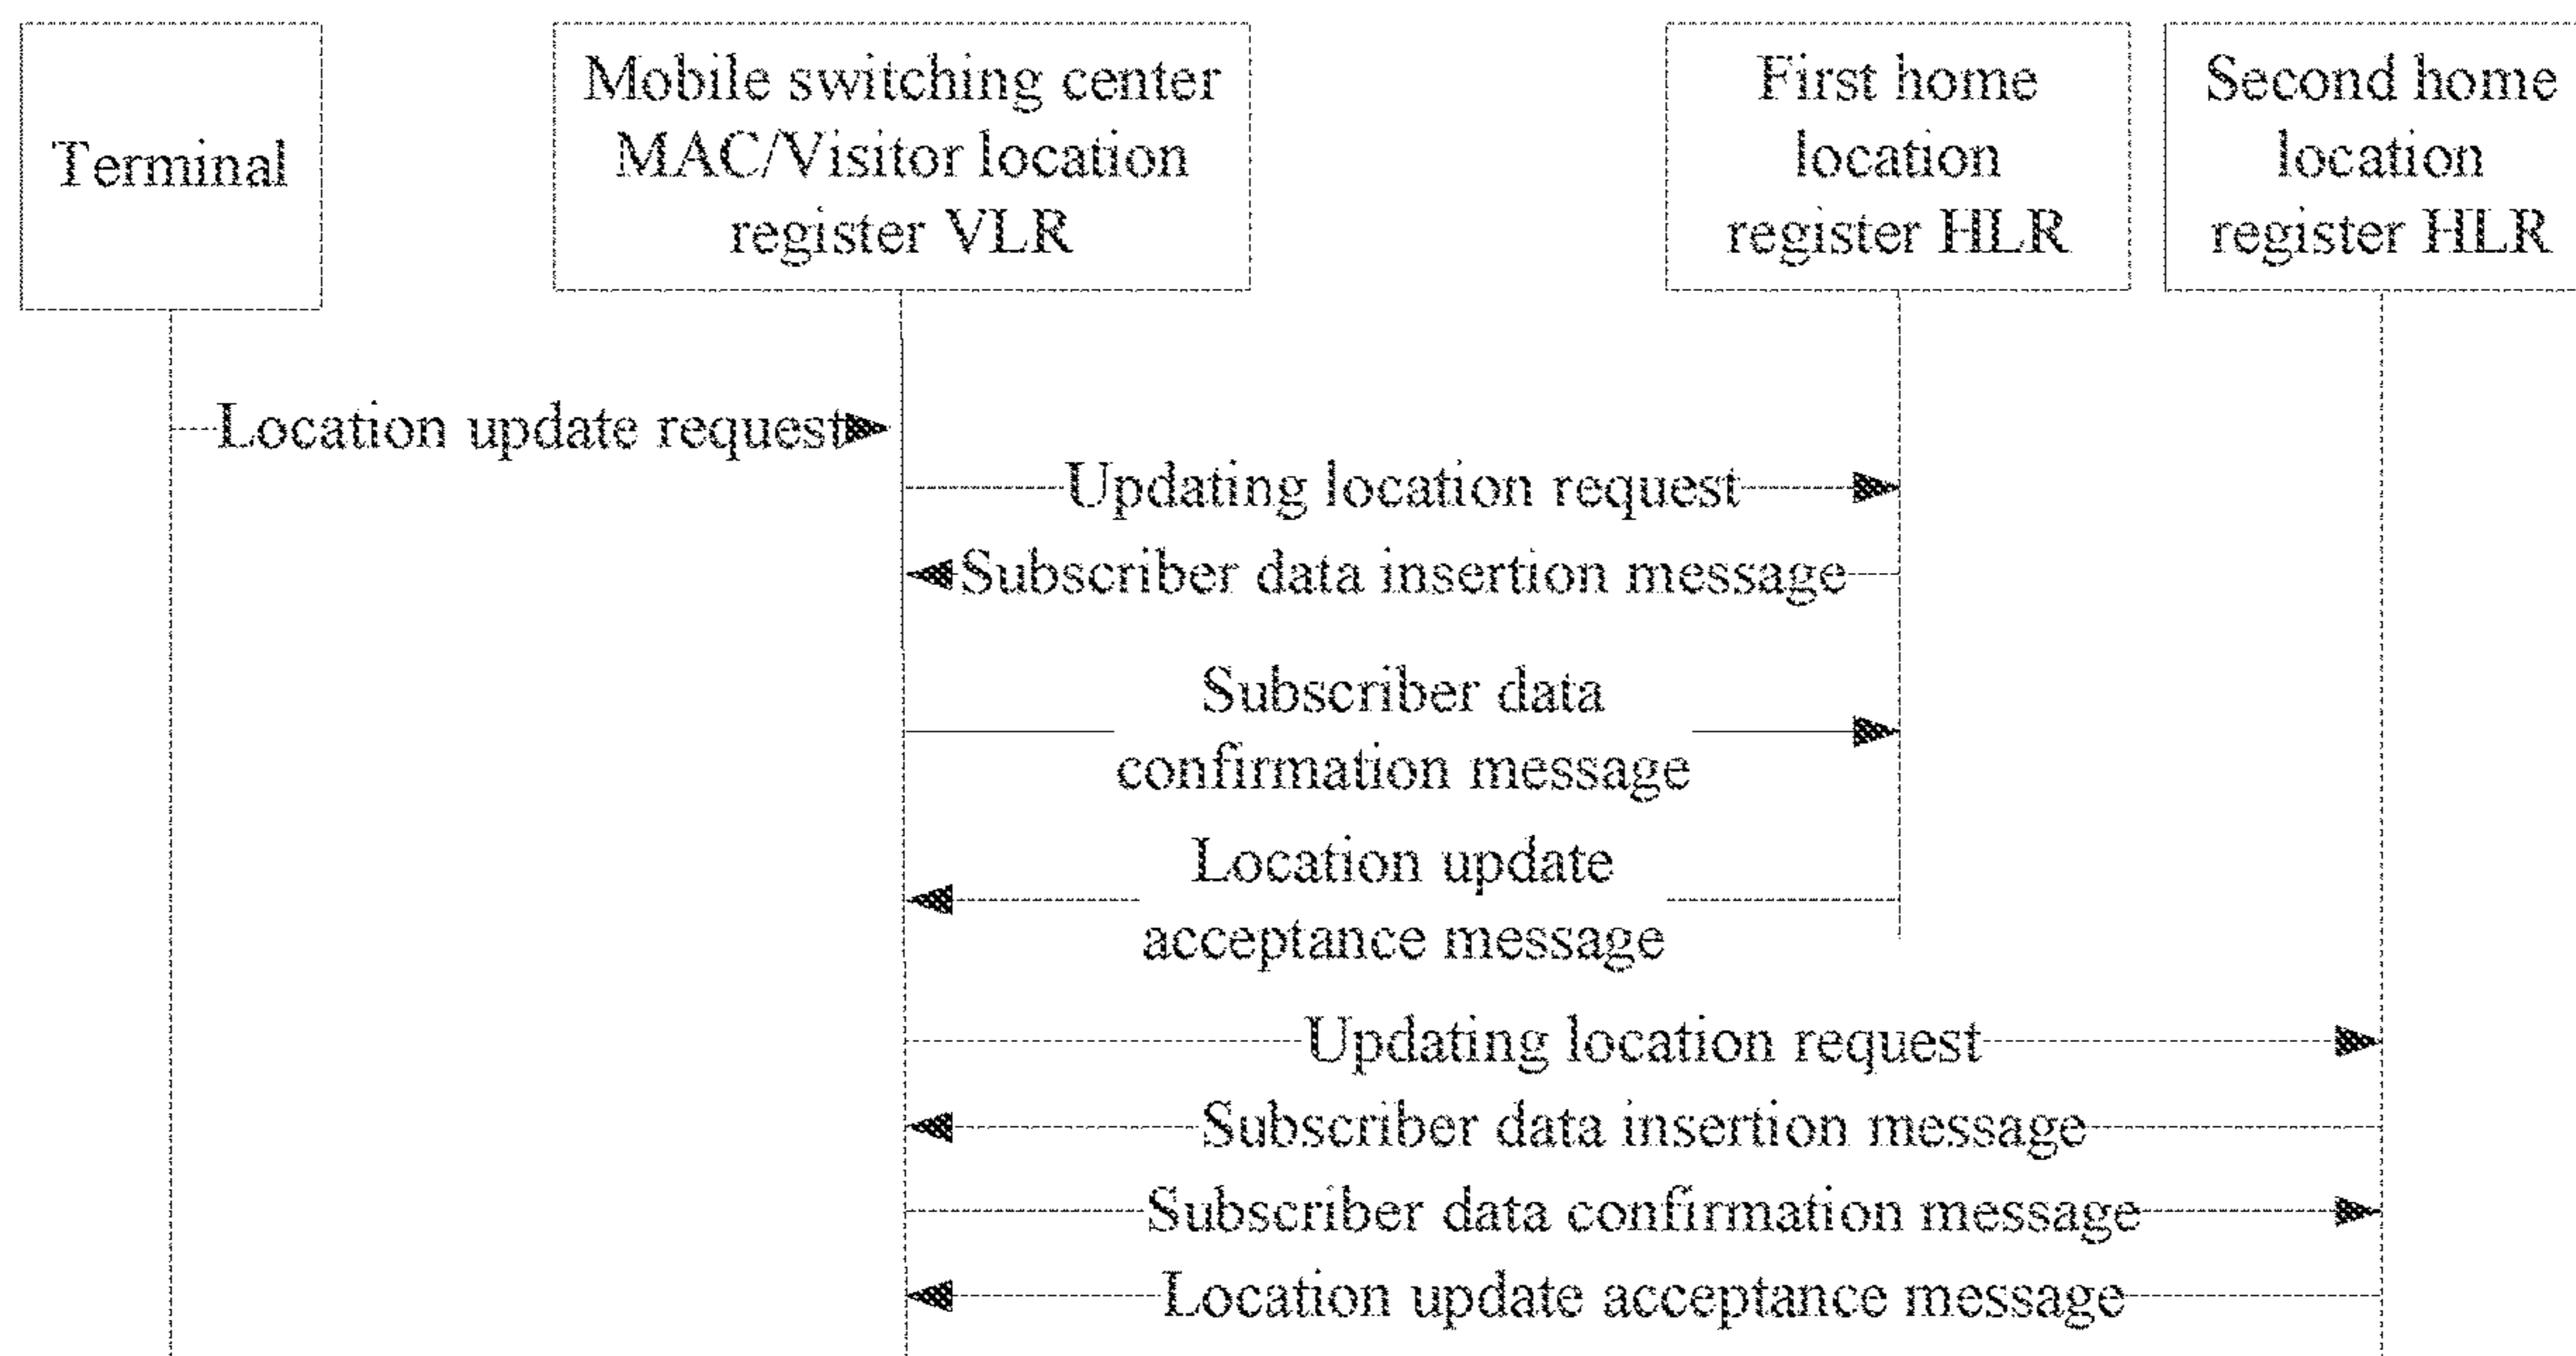 Terminal
Mobile switching center
MAC/Visitor location
register VLR
First home
location
register HLR
Second home
location
register HLR
Location update request
Updating location request
Subscriber data insertion message
Subscriber data
confirmation message
Location update
acceptance message
Updating location request
Subscriber data insertion message
Subscriber data confirmation message
Location update acceptance message